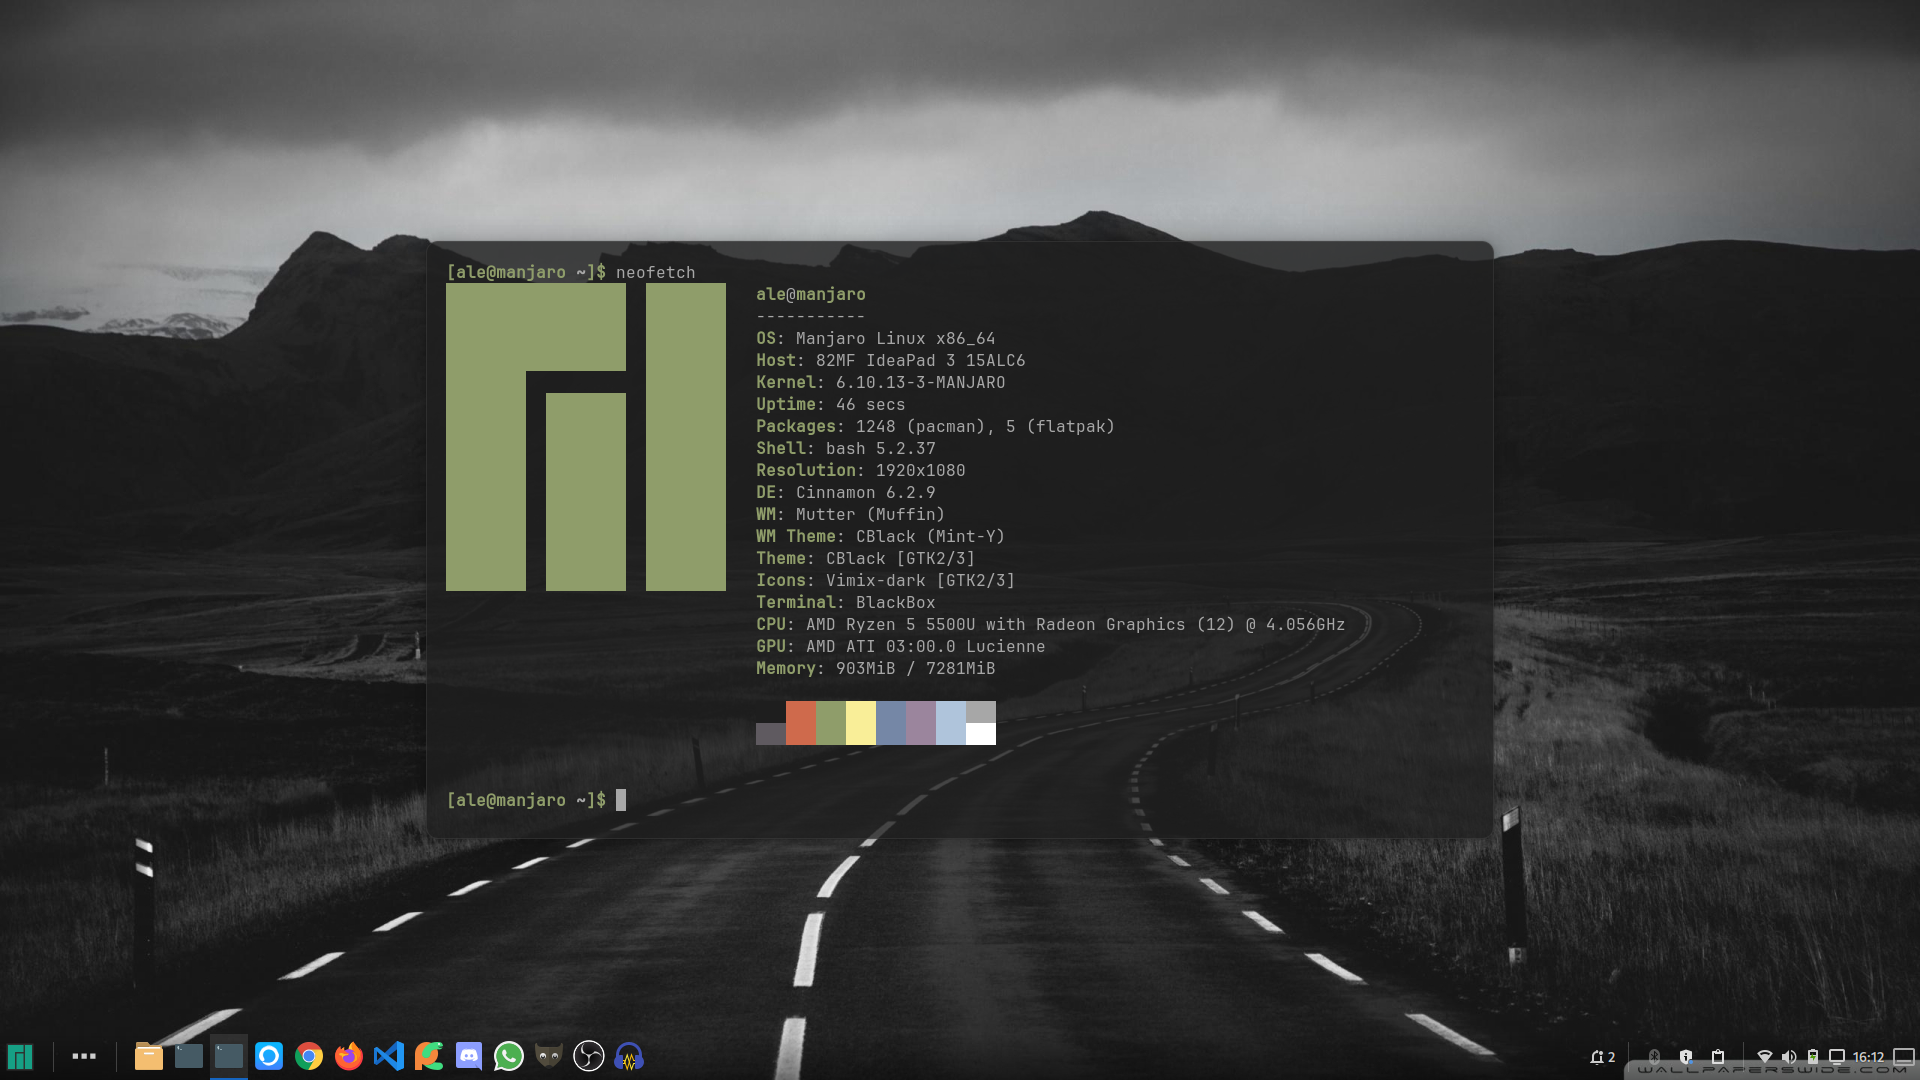 [ale@manjaro ~]$ neofetch
ale@manjaro
-----------
OS: Manjaro Linux x86_64
Host: 82MF IdeaPad 3 15ALC6
Kernel: 6.10.13-3-MANJARO
Uptime: 46 secs
Packages: 1248 (pacman), 5 (flatpak)
Shell: bash 5.2.37
Resolution: 1920x1080
DE: Cinnamon 6.2.9
WM: Mutter (Muffin)
WM Theme: CBlack (Mint-Y)
Theme: CBlack [GTK2/3]
Icons: Vimix-dark [GTK2/3]
Terminal: BlackBox
CPU: AMD Ryzen 5 5500U with Radeon Graphics (12) @ 4.056GHz
GPU: AMD ATI 03:00.0 Lucienne
Memory: 903MiB / 7281MiB
[ale@manjaro ~]$
2
16:12
WALLPAPERSWIDE.COM